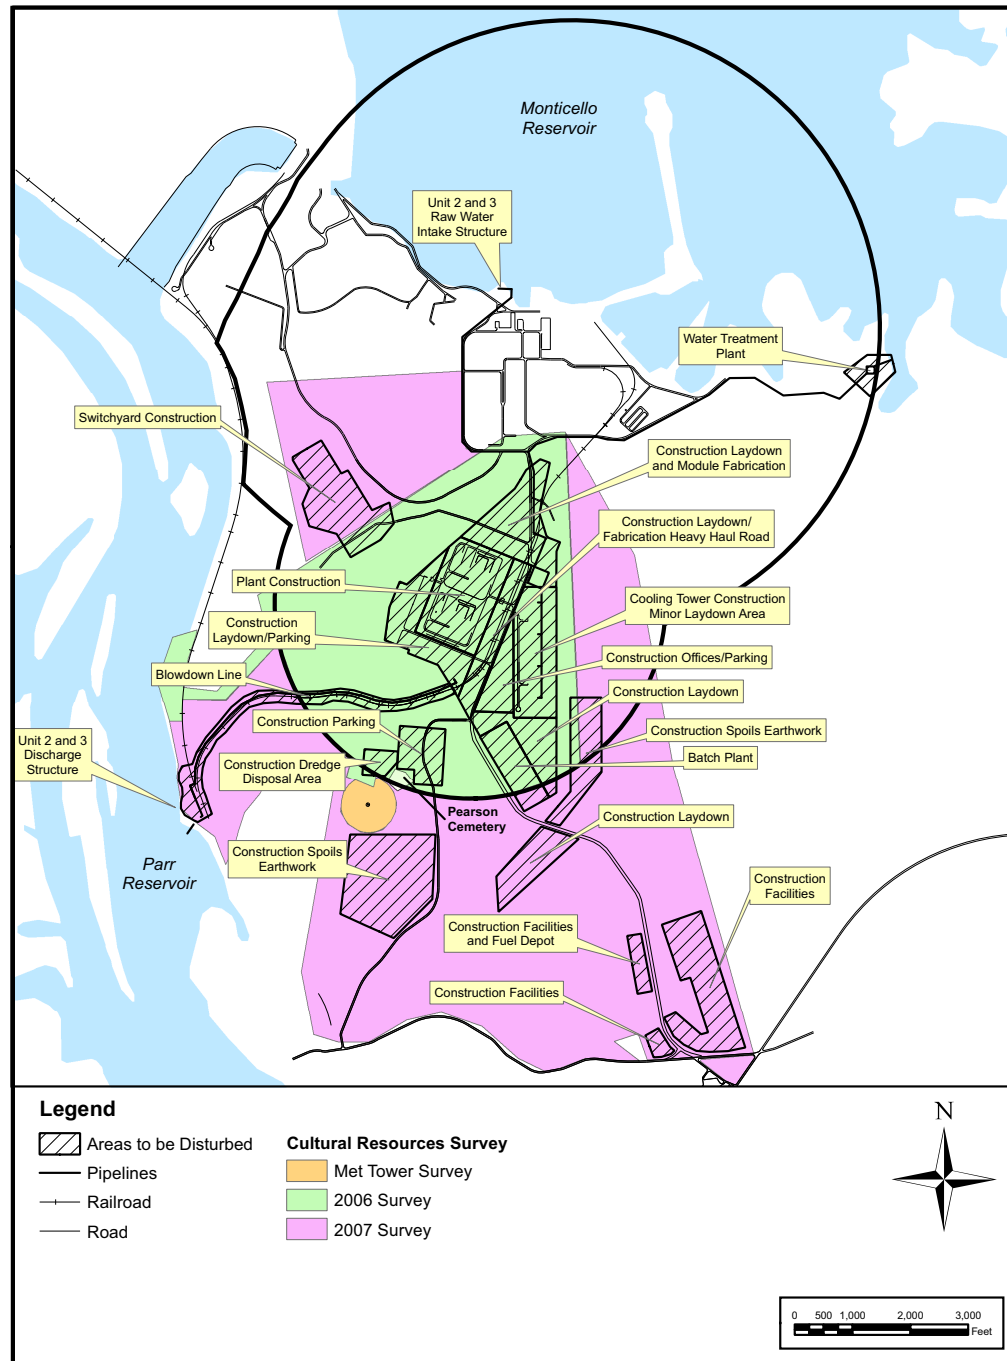 Monticello
Reservoir
Unit 2 and 3
Raw Water
Intake Structure
Water Treatment
Plant
Switchyard Construction
Construction Laydown
and Module Fabrication
Construction Laydown/
Fabrication Heavy Haul Road
Plant Construction
Cooling Tower Construction
Minor Laydown Area
Construction
Laydown/Parking
Construction Offices/Parking
Blowdown Line
Construction Laydown
Construction Parking
Construction Spoils Earthwork
Unit 2 and 3
Discharge
Structure
Construction Dredge
Disposal Area
Batch Plant
Pearson
Cemetery
Construction Laydown
Parr
Reservoir
Construction Spoils
Earthwork
Construction
Facilities
Construction Facilities
and Fuel Depot
Construction Facilities
Legend
Areas to be Disturbed
Pipelines
Railroad
Road
Cultural Resources Survey
Met Tower Survey
2006 Survey
2007 Survey
N
0 500 1,000 2,000 3,000
Feet